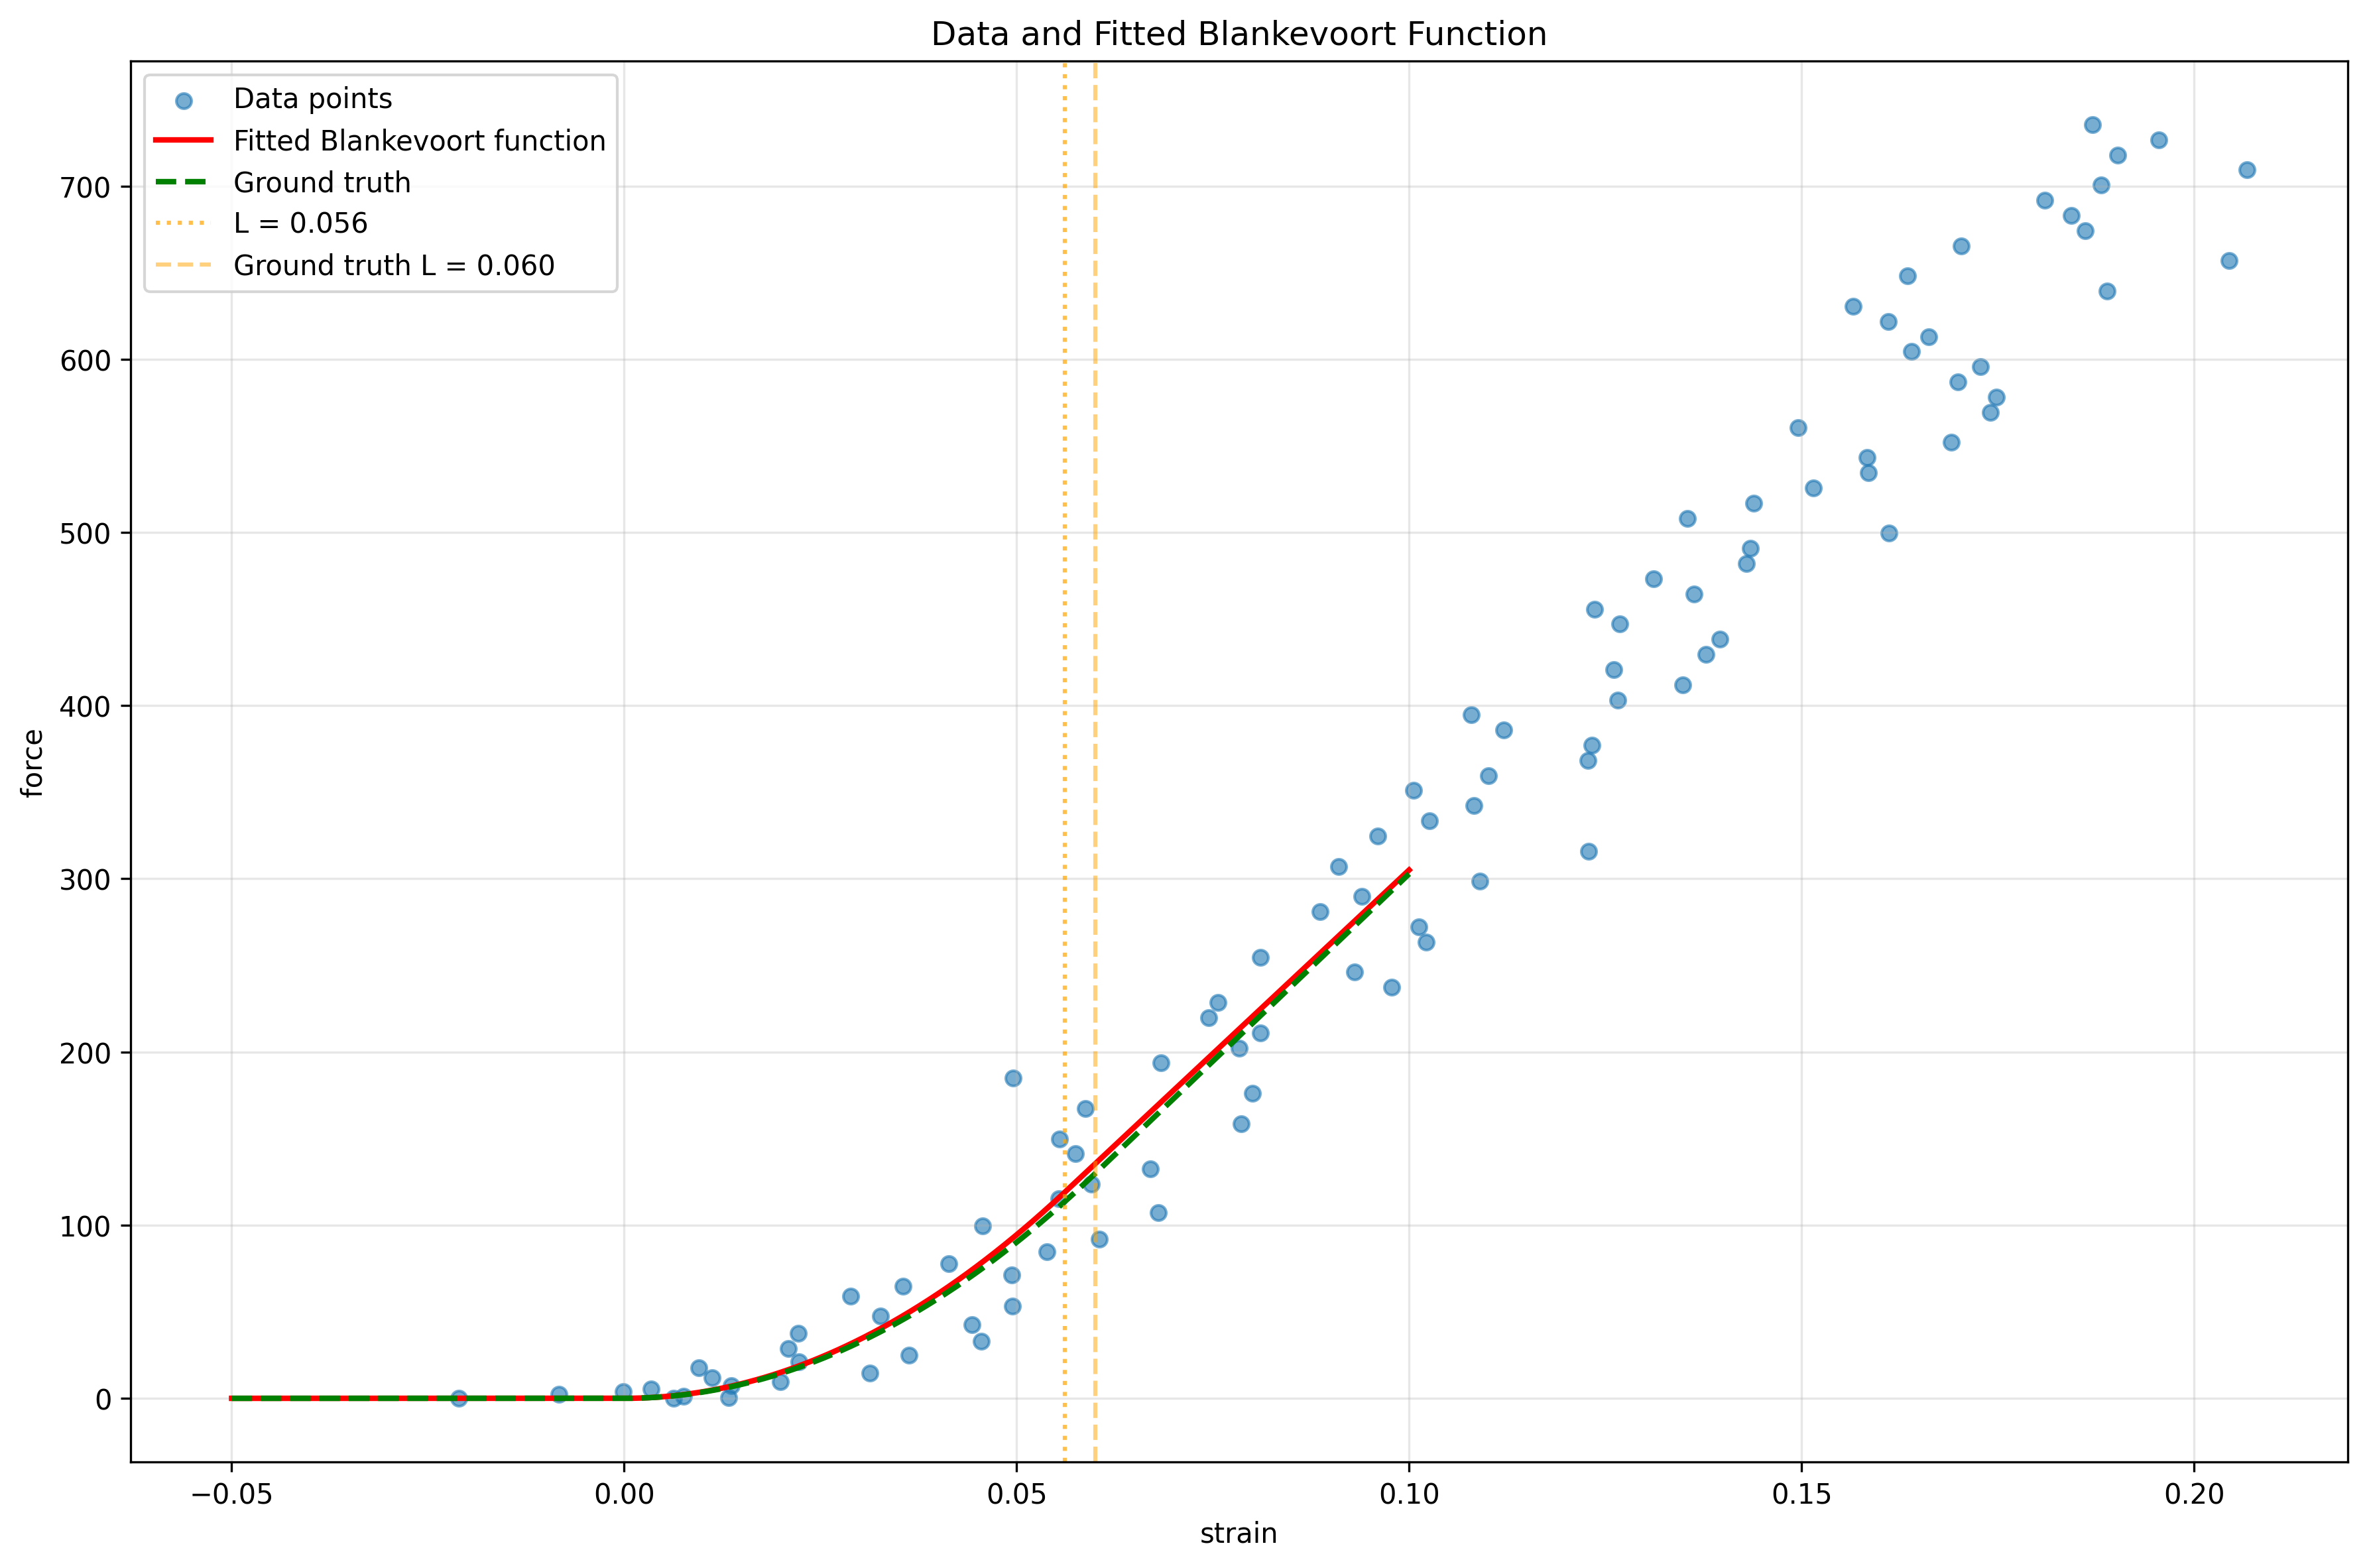 Data and Fitted Blankevoort Function
Data points
Fitted Blankevoort function
Ground truth
L = 0.056
Ground truth L = 0.060
force
700
600
500
400
300
200
100
0
−0.05
0.00
0.05
0.10
0.15
0.20
strain